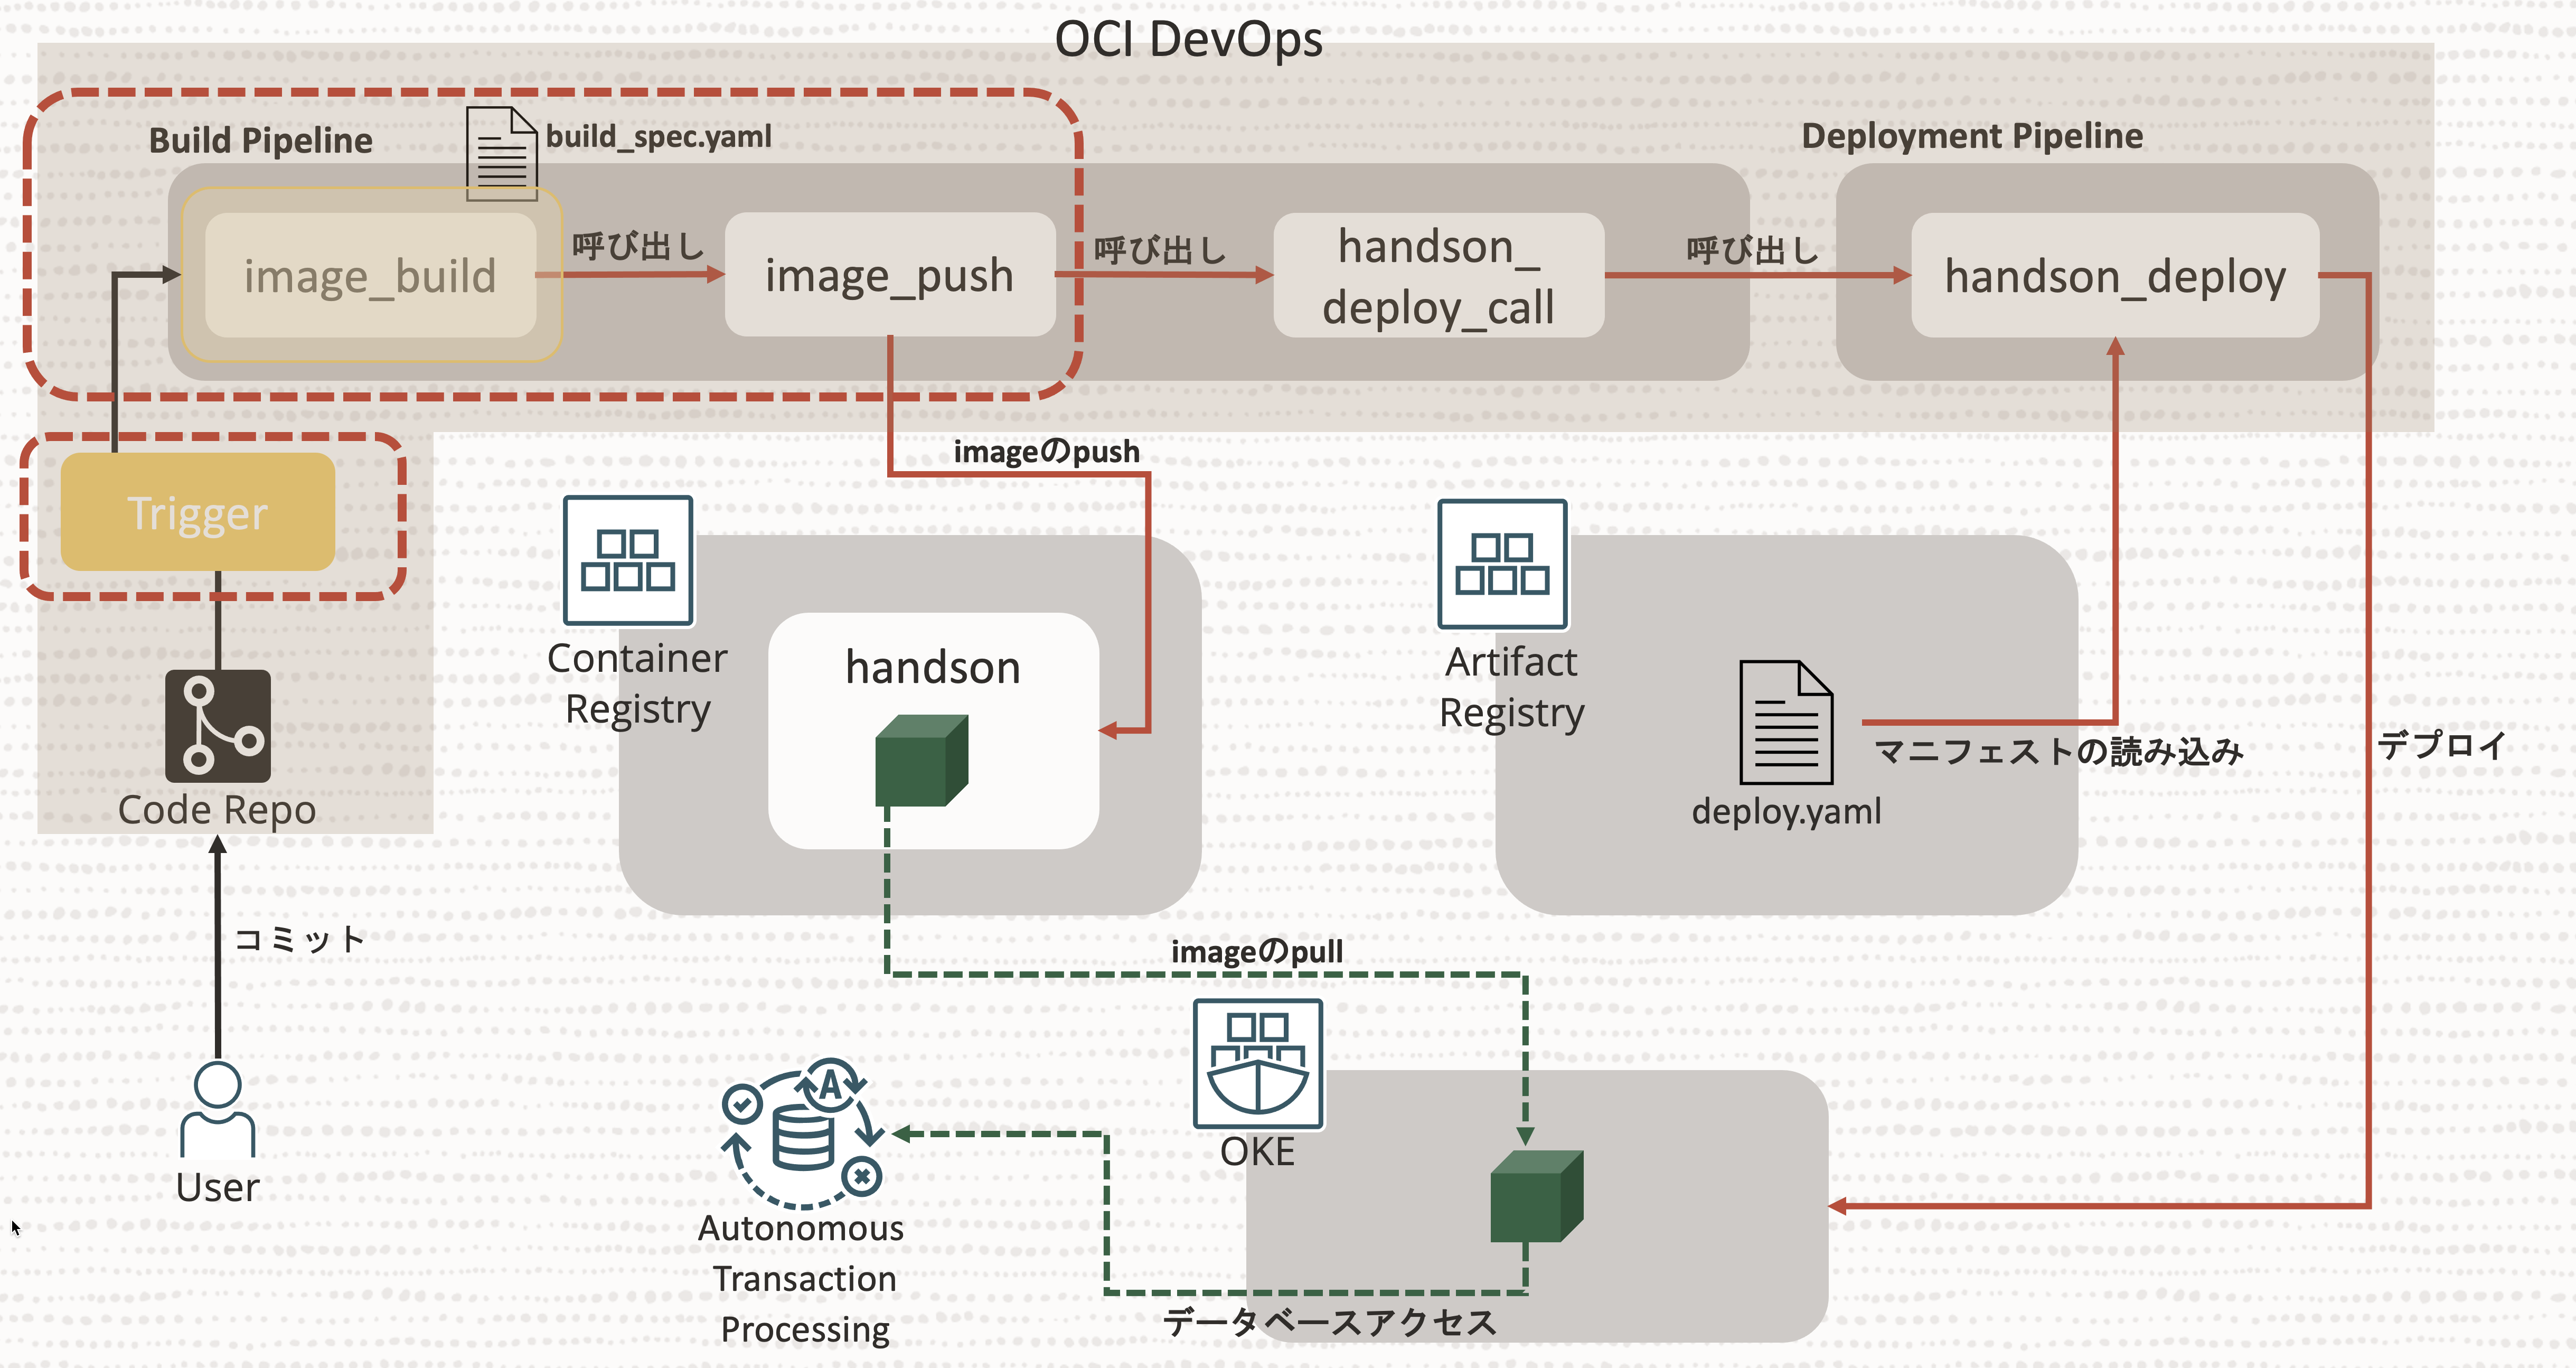 OCI DevOps
Build Pipeline
build_spec.yaml
Deployment Pipeline
image_build
呼び出し
image_push
呼び出し
handson_
deploy_call
呼び出し
handson_deploy
Trigger
imageのpush
Container
Registry
handson
Artifact
Registry
deploy.yaml
マニフェストの読み込み
デプロイ
Code Repo
コミット
imageのpull
User
OKE
A
Autonomous
Transaction
Processing
データベースアクセス